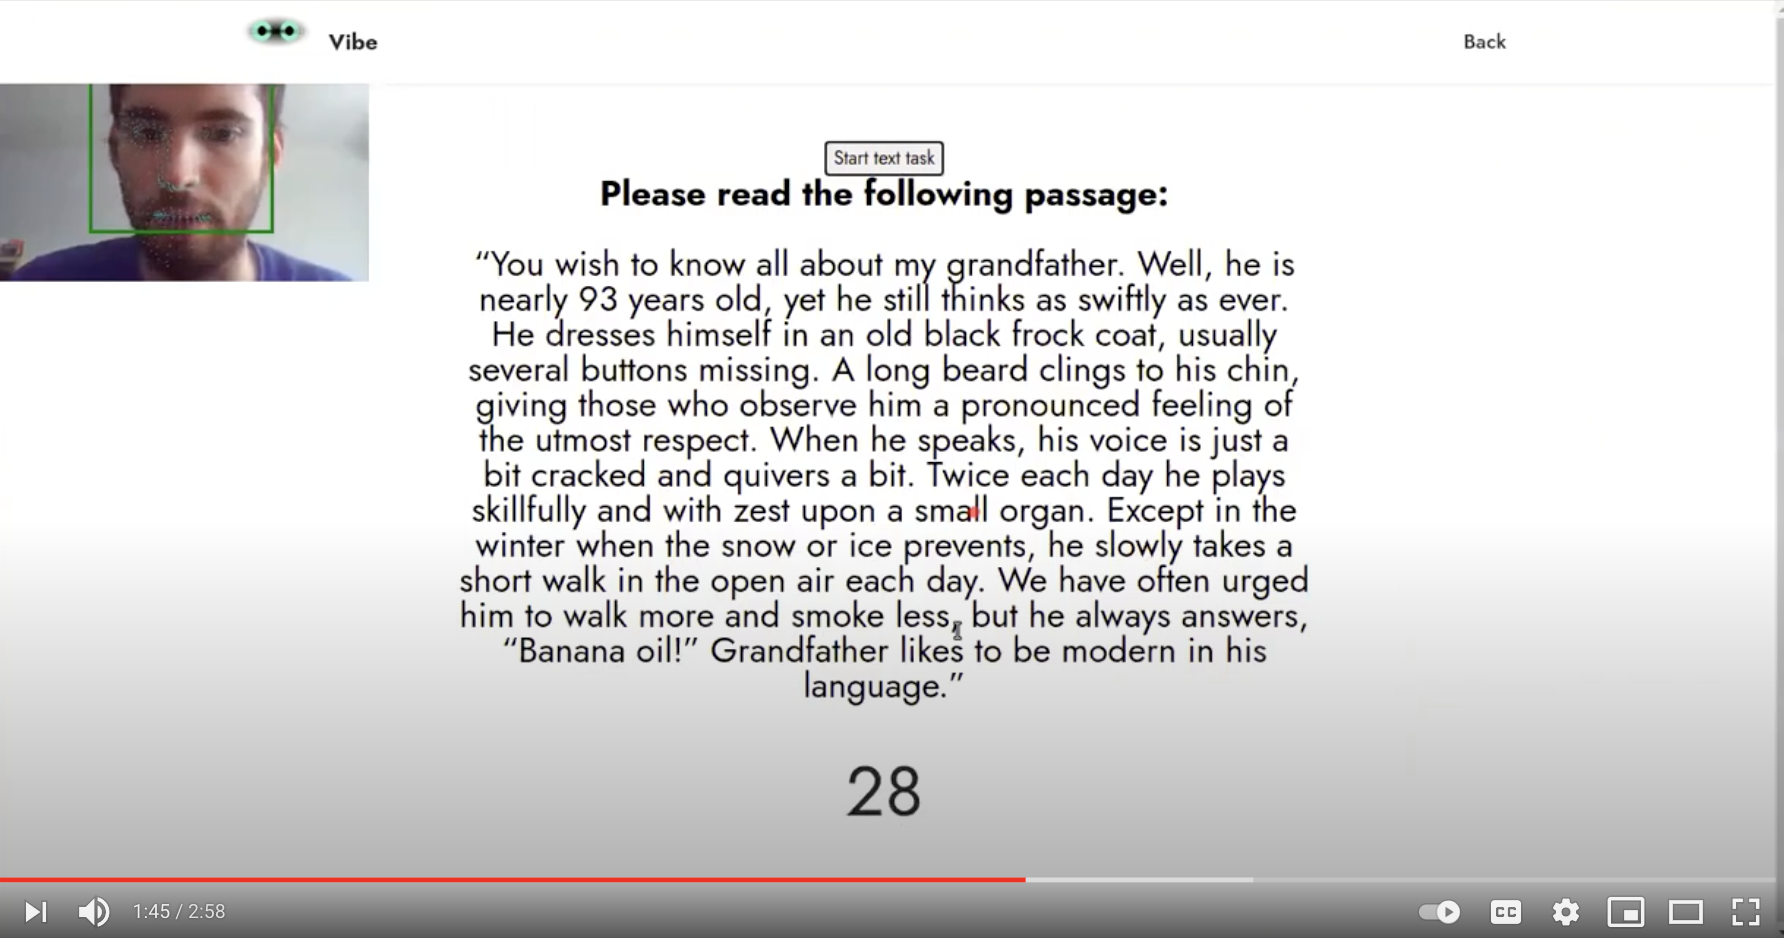 Vibe
Back
Start text task
Please read the following passage:
“You wish to know all about my grandfather. Well, he is
nearly 93 years old, yet he still thinks as swiftly as ever.
He dresses himself in an old black frock coat, usually
several buttons missing. A long beard clings to his chin,
giving those who observe him a pronounced feeling of
the utmost respect. When he speaks, his voice is just a
bit cracked and quivers a bit. Twice each day he plays
skillfully and with zest upon a small organ. Except in the
winter when the snow or ice prevents, he slowly takes a
short walk in the open air each day. We have often urged
him to walk more and smoke less, but he always answers,
“Banana oil!” Grandfather likes to be modern in his
language.”
28
1:45 / 2:58
CC